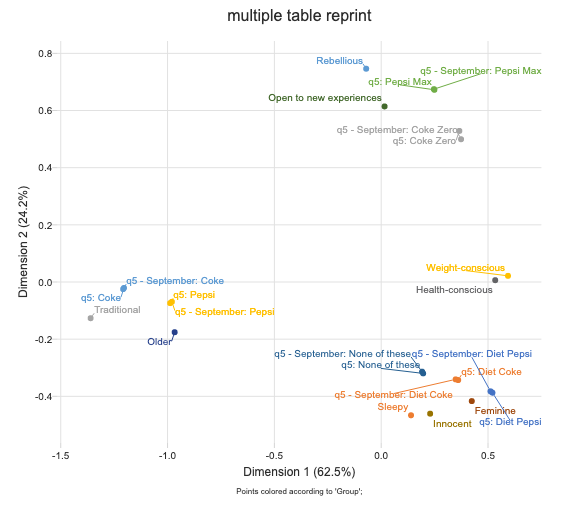 multiple table reprint
0.8
Rebellious
q5 - September: Pepsi Max
q5: Pepsi Max
Open to new experiences
0.6
q5 - September: Coke Zero
q5: Coke Zero
0.4
0.2
Dimension 2 (24.2%)
Weight-conscious
0.0
q5 - September: Coke
Health-conscious
q5: Coke
q5: Pepsi
Traditional
q5 - September: Pepsi
-0.2
Older
q5 - September: None of these
q5 - September: Diet Pepsi
q5: None of these
q5: Diet Coke
q5 - September: Diet Coke
-0.4
Sleepy
Feminine
Innocent
q5: Diet Pepsi
-1.5
-1.0
-0.5
0.0
0.5
Dimension 1 (62.5%)
Points colored according to 'Group';